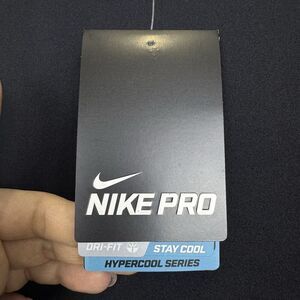 NIKE PRO
DRI-FIT STAY COOL
HYPERCOOL SERIES